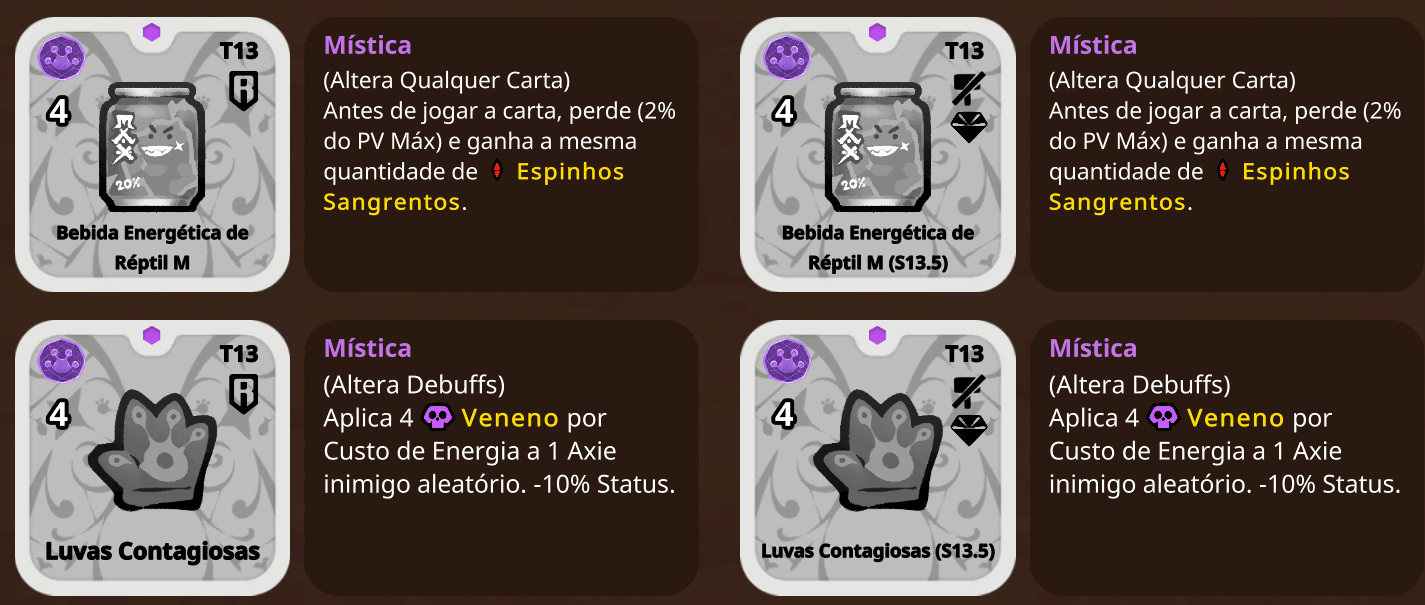 T13
4
20%
Bebida Energética de
Réptil M
Mística
(Altera Qualquer Carta)
Antes de jogar a carta, perde (2%
do PV Máx) e ganha a mesma
quantidade de Espinhos
Sangrentos.
T13
4
20%
Bebida Energética de
Réptil M (S13.5)
Mística
(Altera Qualquer Carta)
Antes de jogar a carta, perde (2%
do PV Máx) e ganha a mesma
quantidade de Espinhos
Sangrentos.
T13
R
4
Luvas Contagiosas
Mística
(Altera Debuffs)
Aplica 4 Veneno por
Custo de Energia a 1 Axie
inimigo aleatório. -10% Status.
T13
4
Luvas Contagiosas (S13.5)
Mística
(Altera Debuffs)
Aplica 4 Veneno por
Custo de Energia a 1 Axie
inimigo aleatório. -10% Status.